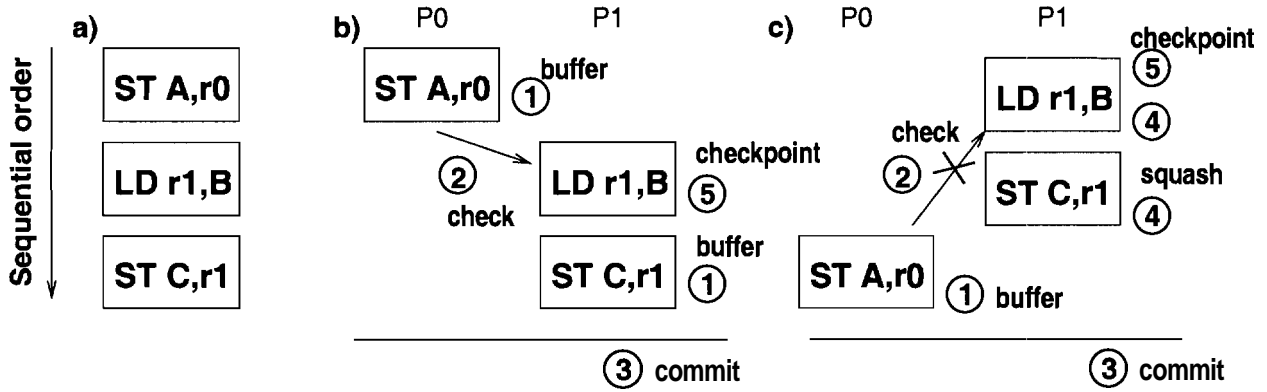 Sequential order
a)
ST A,r0
LD r1,B
ST C,r1
b)
P0
P1
ST A,r0
1 buffer
2
check
LD r1,B
checkpoint
5
ST C,r1
buffer
1
3 commit
c)
P0
P1
checkpoint
5
LD r1,B
4
check
2
ST C,r1
squash
4
ST A,r0
1 buffer
3 commit